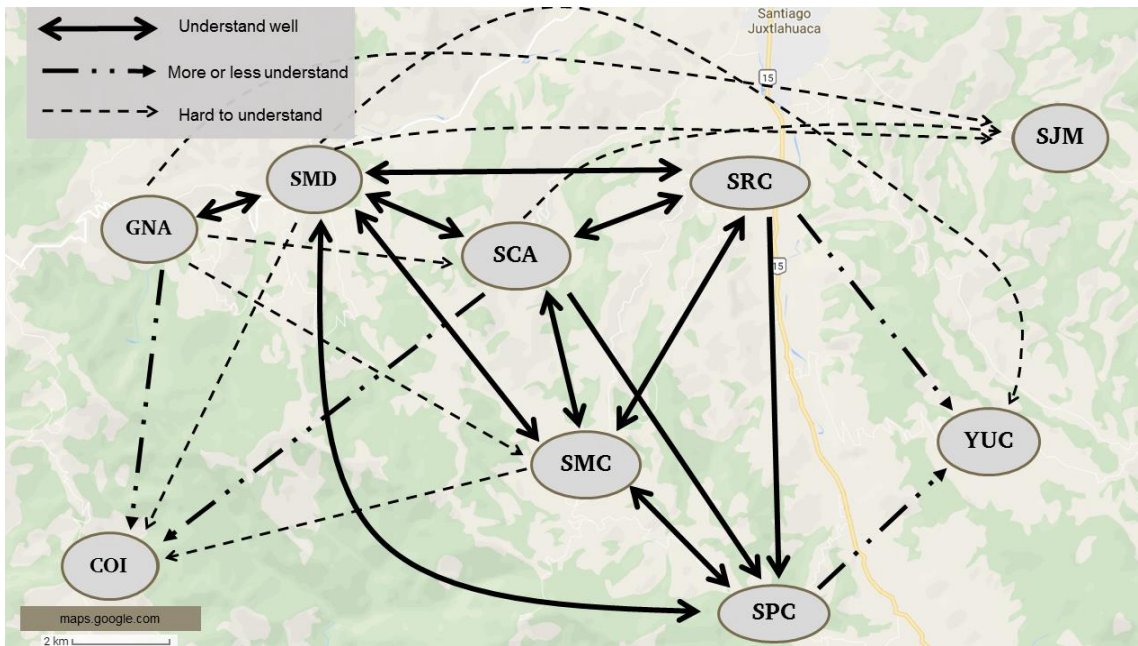 Understand well
More or less understand
Hard to understand
Santiago
Juxtlahuaca
15
SJM
SMD
SRC
GNA
SCA
15
YUC
SMC
COI
SPC
maps.google.com
2 km